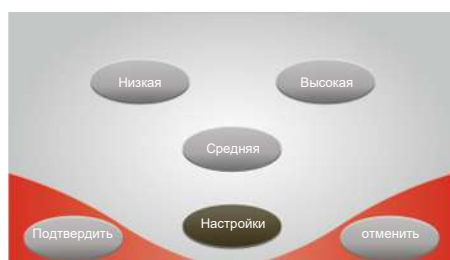 Низкая
Высокая
Средняя
Настройки
Подтвердить
отменить